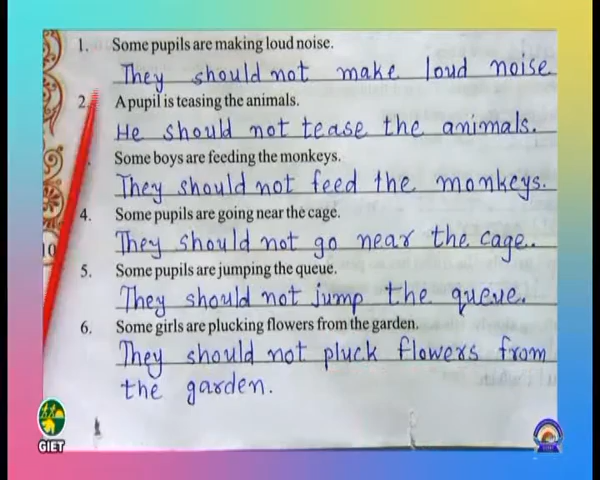 1. Some pupils are making loud noise.
They should not make loud noise
2. A pupil is teasing the animals.
He should not tease the animals.
Some boys are feeding the monkeys.
They should not feed the monkeys.
4. Some pupils are going near the cage.
They should not go near the cage..
10
5. Some pupils are jumping the queue.
They should not jump the queue.
6. Some girls are plucking flowers from the garden.
They should not pluck flowers from
the garden.
GIET